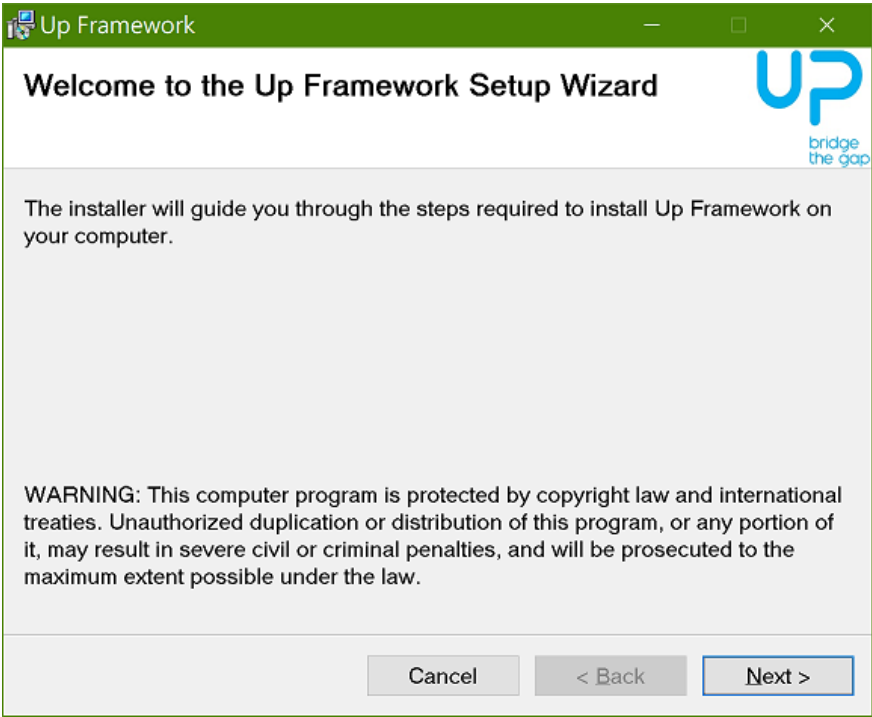 Up Framework
Welcome to the Up Framework Setup Wizard
UP
bridge
the gap
The installer will guide you through the steps required to install Up Framework on
your computer.
WARNING: This computer program is protected by copyright law and international
treaties. Unauthorized duplication or distribution of this program, or any portion of
it, may result in severe civil or criminal penalties, and will be prosecuted to the
maximum extent possible under the law.
Cancel
< Back
Next >